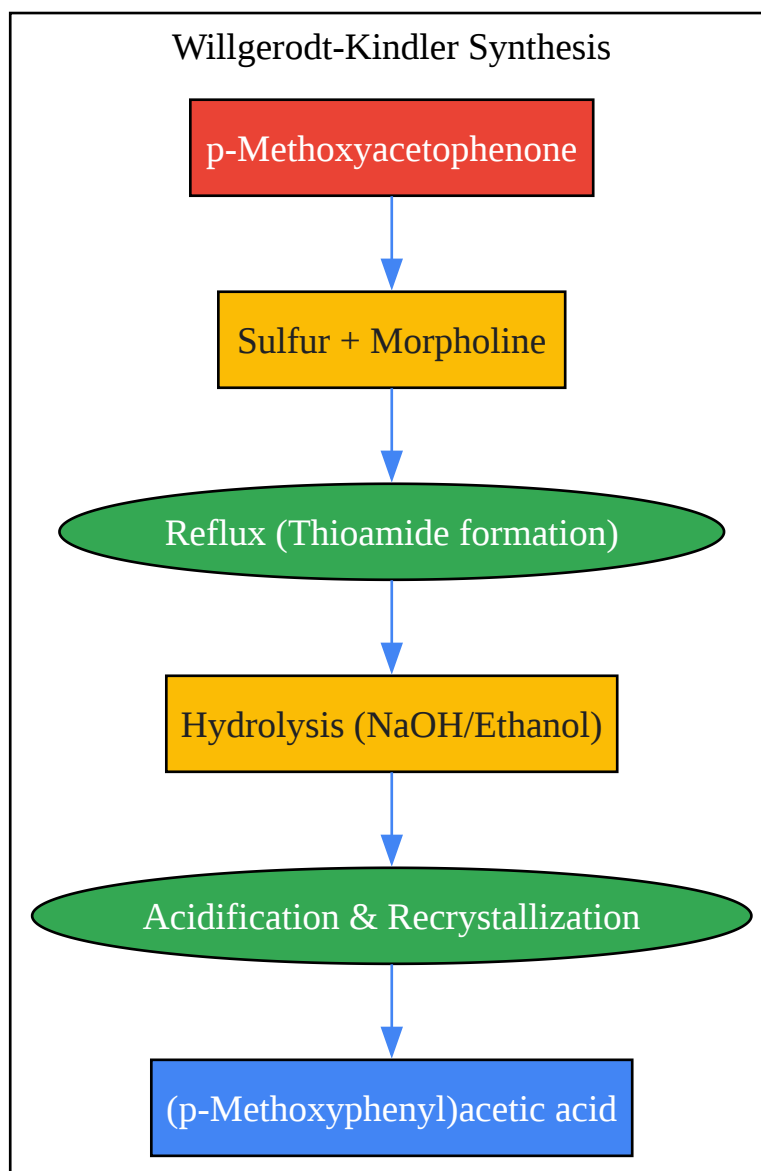 Willgerodt-Kindler Synthesis
p-Methoxyacetophenone
Sulfur + Morpholine
Reflux (Thioamide formation)
Hydrolysis (NaOH/Ethanol)
Acidification & Recrystallization
(p-Methoxyphenyl)acetic acid